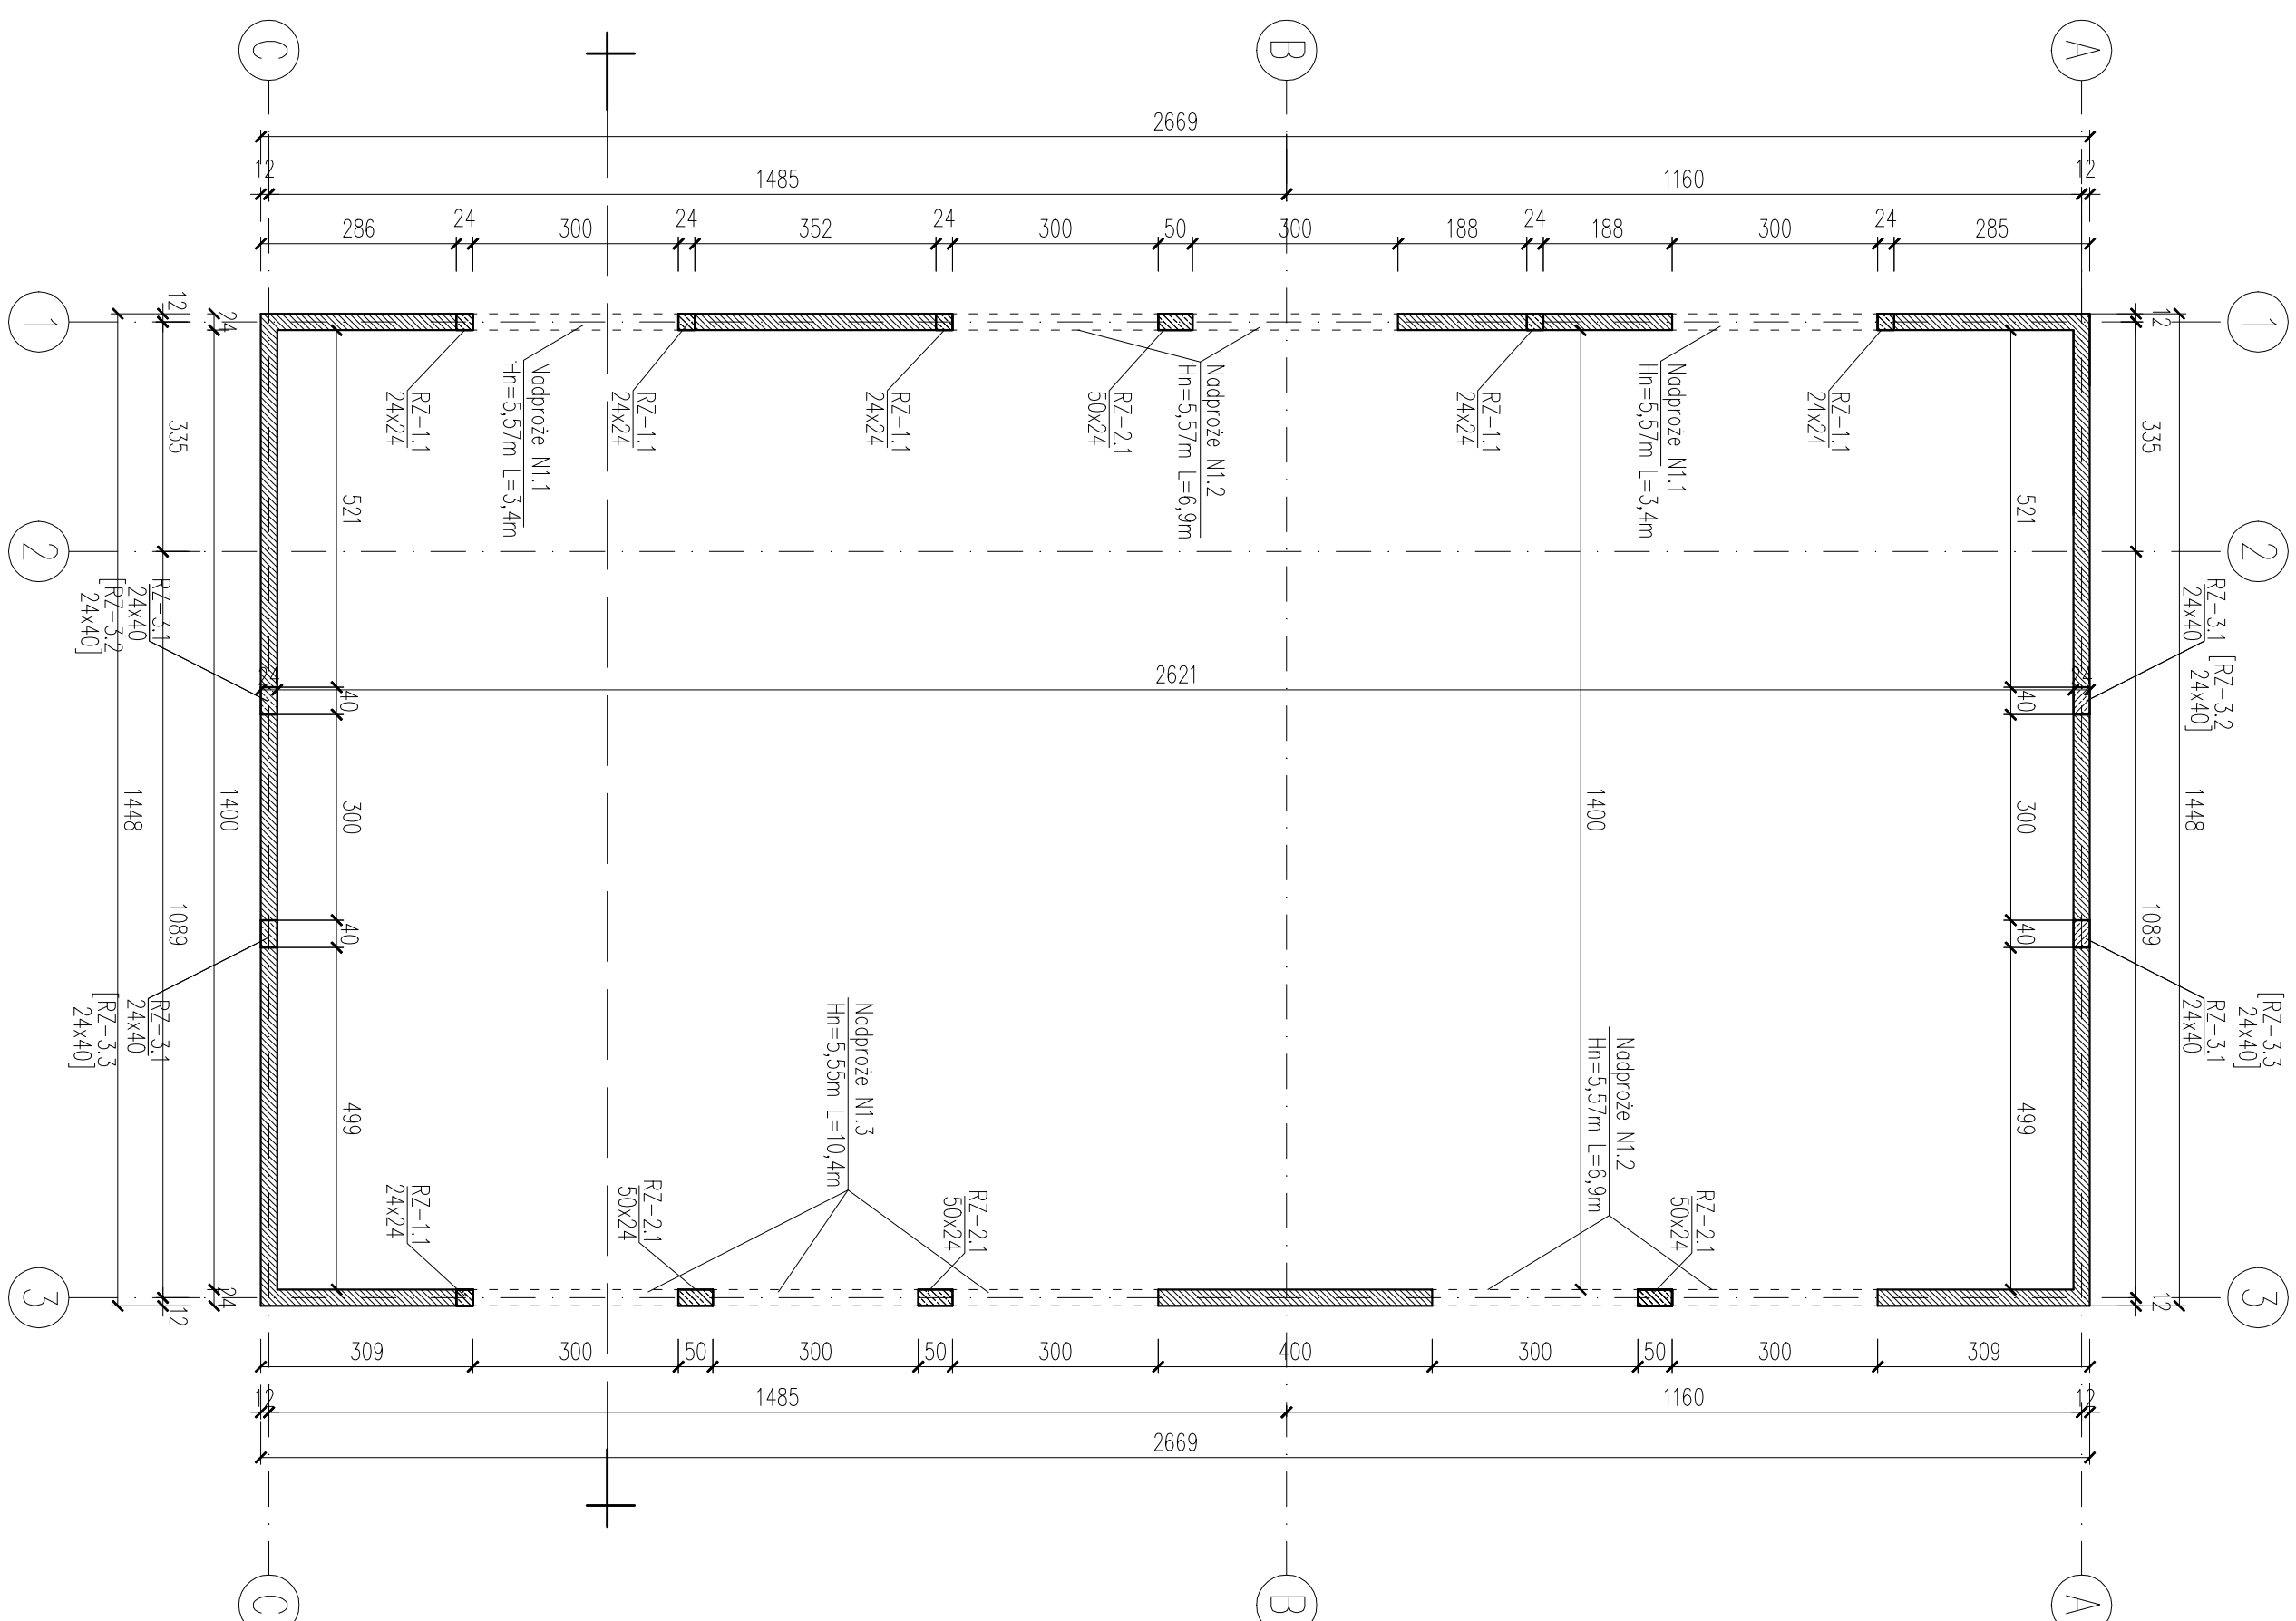 C
B
A
2669
12
1485
1160
12
286
24
300
24
352
24
300
50
300
188
24
188
300
24
285
1
12
24
12
1
RZ-1.1
24x24
Nadproże N1.1
Hn=5,57m L=3,4m
RZ-1.1
24x24
RZ-1.1
24x24
RZ-2.1
50x24
Nadproże N1.2
Hn=5,57m L=6,9m
RZ-1.1
24x24
Nadproże N1.1
Hn=5,57m L=3,4m
RZ-1.1
24x24
335
521
521
335
2
2
RZ-3.1
24x40
[RZ-3.2
24x40]
RZ-3.1
24x40
[RZ-3.2
24x40]
2621
40
40
1448
1400
300
1400
300
1448
1089
40
40
1089
RZ-3.1
24x40
[RZ-3.3
24x40]
[RZ-3.3
24x40]
RZ-3.1
24x40
499
499
Nadproże N1.3
Hn=5,55m L=10,4m
Nadproże N1.2
Hn=5,57m L=6,9m
RZ-1.1
24x24
RZ-2.1
50x24
RZ-2.1
50x24
RZ-2.1
50x24
3
24
12
12
3
309
300
50
300
50
300
400
300
50
300
309
12
1485
1160
12
2669
C
B
A